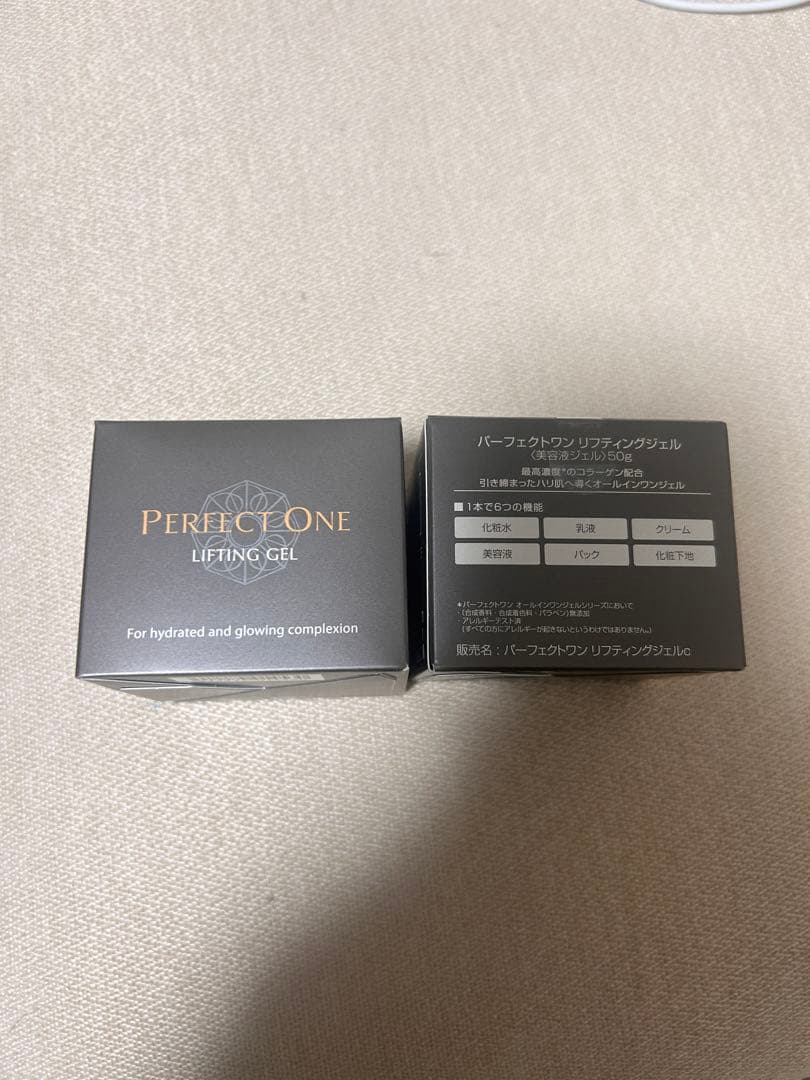 PERFECT ONE
LIFTING GEL
For hydrated and glowing complexion
パーフェクトワン リフティングジェル
〈美容液ジェル〉50g
最高濃度*のコラーゲン配合
引き締まったハリ肌へ導くオールインワンジェル
■1本で6つの機能
化粧水 乳液 クリーム
美容液 パック 化粧下地
*パーフェクトワン オールインワンジェルシリーズにおいて
・(合成香料・合成着色料・パラベン)無添加
・アレルギーテスト済
(すべての方にアレルギーが起きないというわけではありません。)
販売名:パーフェクトワン リフティングジェルc